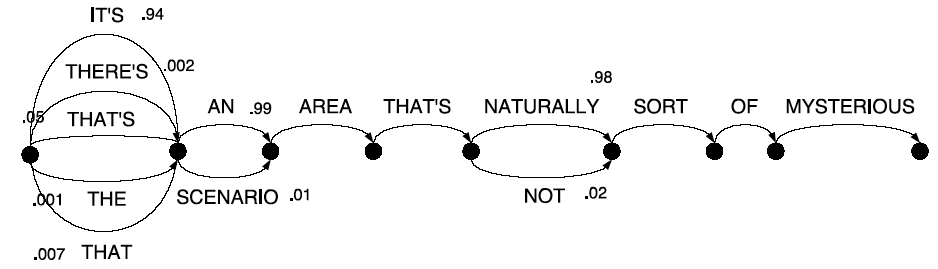 IT'S .94
THERE'S .002
.05 THAT'S
AN .99 AREA THAT'S NATURALLY .98 SORT OF MYSTERIOUS
.001 THE SCENARIO .01 NOT .02
.007 THAT